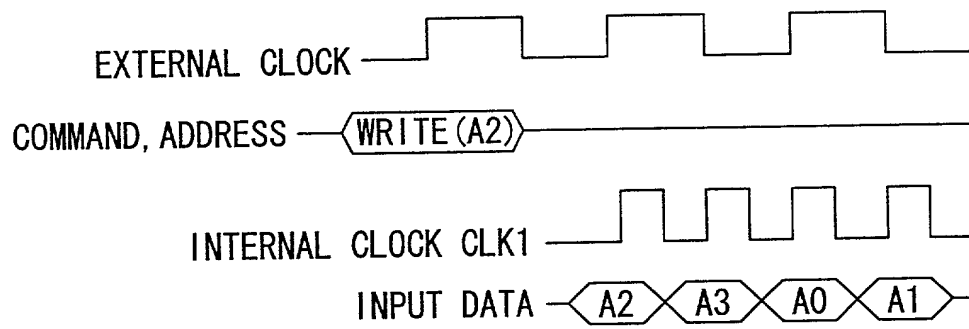 EXTERNAL CLOCK
COMMAND, ADDRESS WRITE(A2)
INTERNAL CLOCK CLK1
INPUT DATA A2 A3 A0 A1